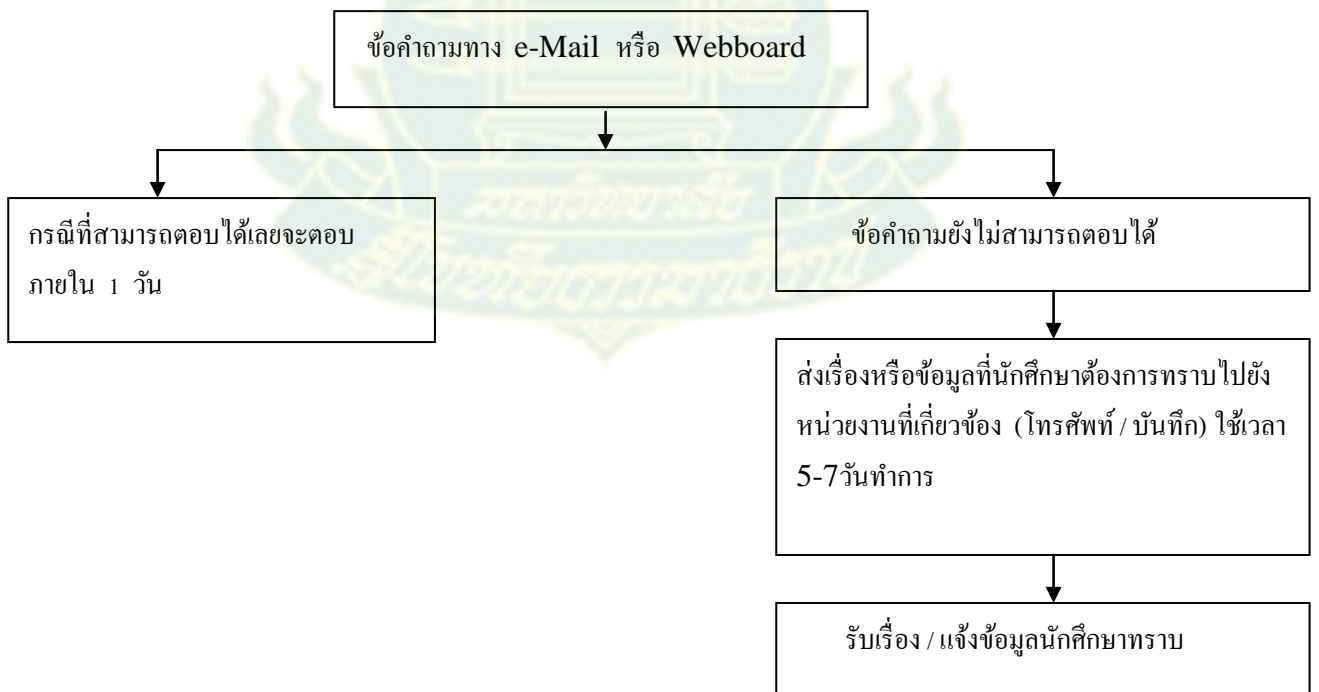 ข้อคำถามทาง e-Mail หรือ Webboard
กรณีที่สามารถตอบได้เลยจะตอบ
ภายใน 1 วัน
ข้อคำถามยังไม่สามารถตอบได้
ส่งเรื่องหรือข้อมูลที่นักศึกษาต้องการทราบไปยัง
หน่วยงานที่เกี่ยวข้อง (โทรศัพท์ / บันทึก) ใช้เวลา
5-7วันทำการ
รับเรื่อง / แจ้งข้อมูลนักศึกษาทราบ